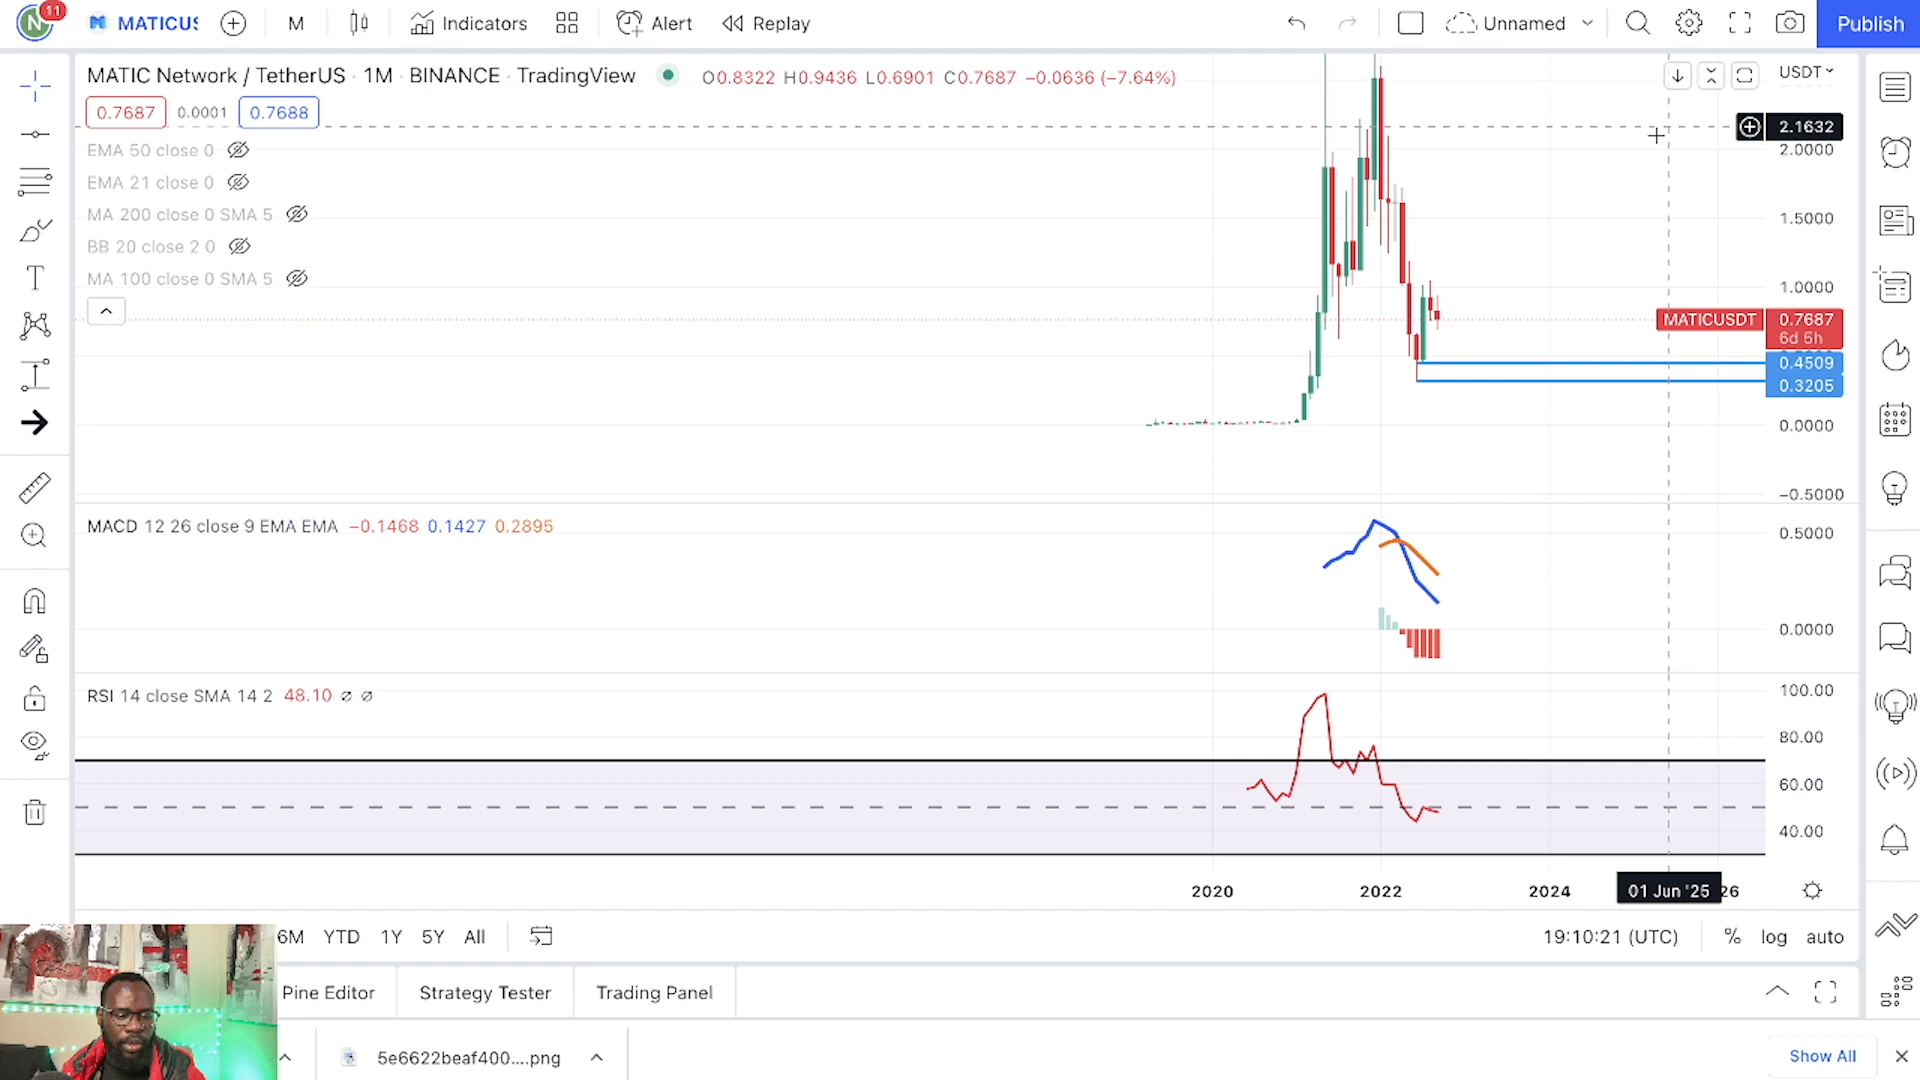 N 11 MATICUS M Indicators Alert Replay Unnamed Publish
MATIC Network / TetherUS · 1M · BINANCE · TradingView O0.8322 H0.9436 L0.6901 C0.7687 −0.0636 (−7.64%) USDT
0.7687 0.0001 0.7688
2.1632
2.0000
EMA 50 close 0
EMA 21 close 0
MA 200 close 0 SMA 5
1.5000
BB 20 close 2 0
MA 100 close 0 SMA 5
1.0000
MATICUSDT 0.7687
6d 5h
0.4509
0.3205
0.0000
−0.5000
MACD 12 26 close 9 EMA EMA −0.1468 0.1427 0.2895
0.5000
0.0000
RSI 14 close SMA 14 2 48.10 ⌀ ⌀
100.00
80.00
60.00
40.00
2020 2022 2024 01 Jun '25 26
6M YTD 1Y 5Y All 19:10:21 (UTC) % log auto
Pine Editor Strategy Tester Trading Panel
5e6622beaf400....png Show All